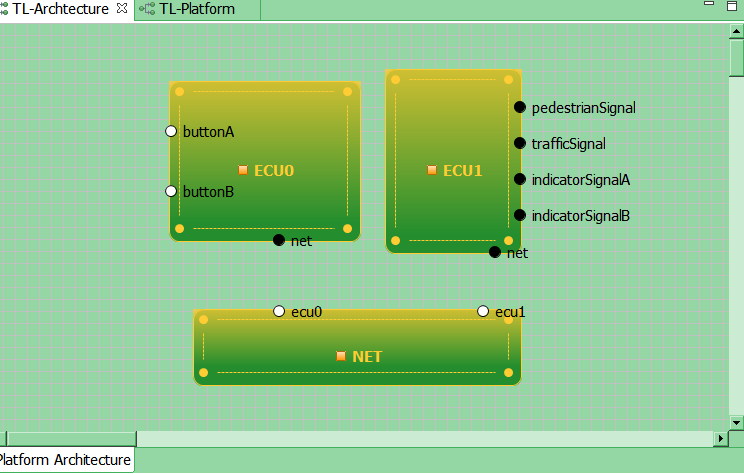 TL-Archtecture
TL-Platform
buttonA
buttonB
ECU0
net
ECU1
pedestrianSignal
trafficSignal
indicatorSignalA
indicatorSignalB
net
ecu0
ecu1
NET
Platform Architecture